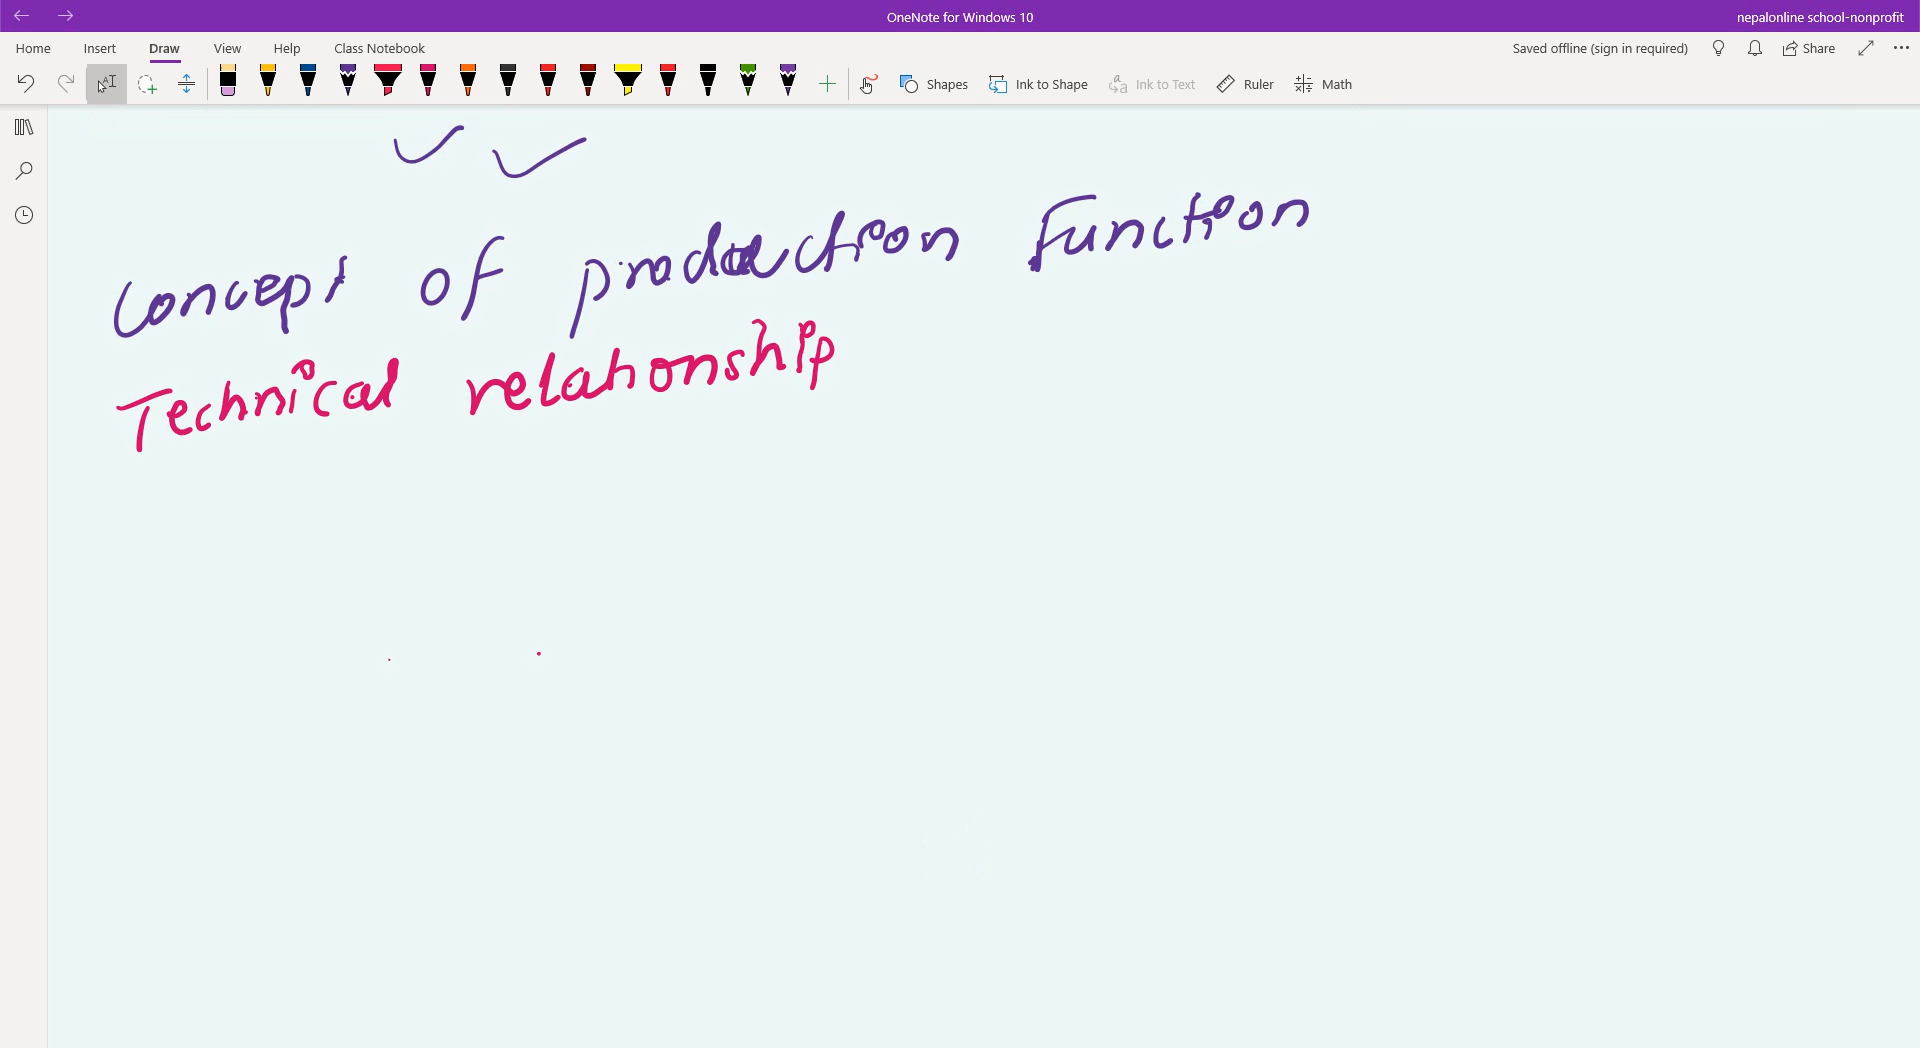 OneNote for Windows 10
nepalonline school-nonprofit
Home Insert Draw View Help Class Notebook
Saved offline (sign in required) Share
Shapes Ink to Shape Ink to Text Ruler Math
Concept of production function
Technical relationship